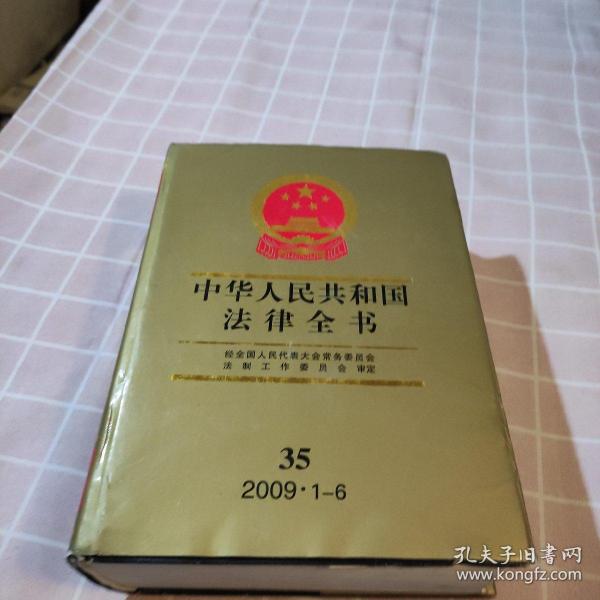 中华人民共和国
法律全书
经全国人民代表大会常务委员会
法制工作委员会 审定
35
2009·1-6
孔夫子旧书网
www.kongfz.com